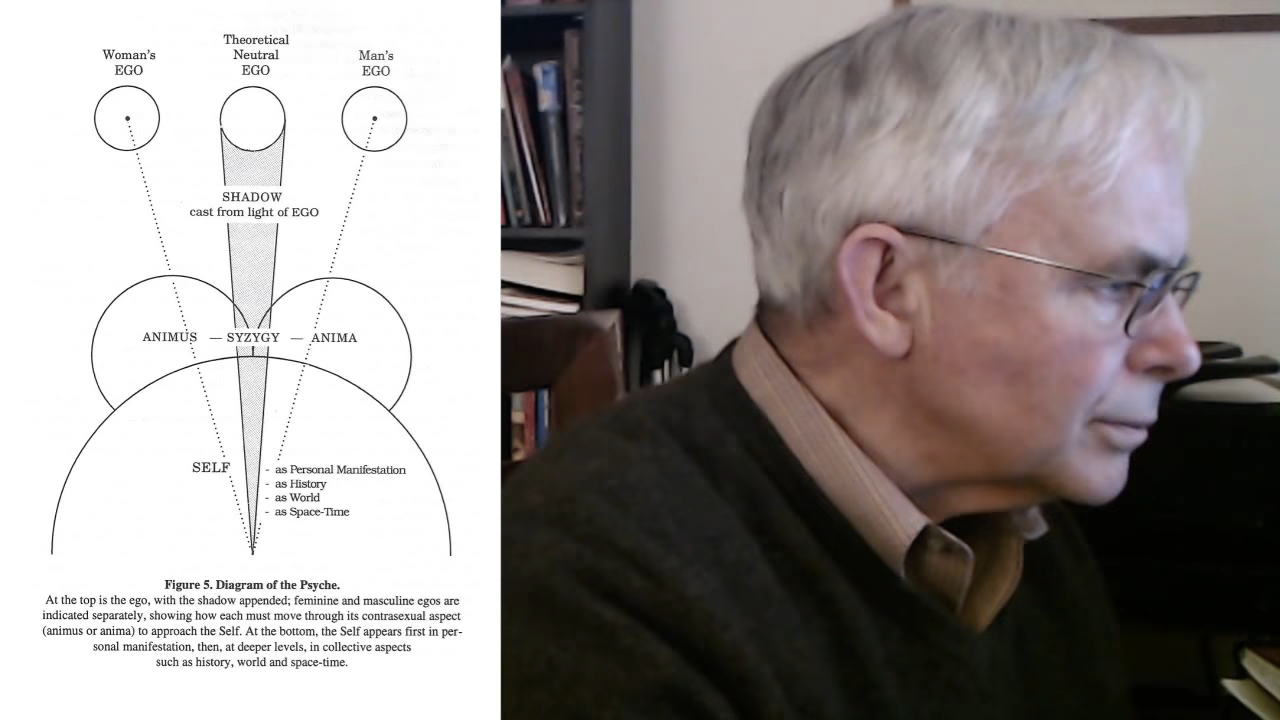 Woman's
EGO
Theoretical
Neutral
EGO
Man's
EGO
SHADOW
cast from light of EGO
ANIMUS — SYZYGY — ANIMA
SELF
- as Personal Manifestation
- as History
- as World
- as Space-Time
Figure 5. Diagram of the Psyche.
At the top is the ego, with the shadow appended; feminine and masculine egos are
indicated separately, showing how each must move through its contrasexual aspect
(animus or anima) to approach the Self. At the bottom, the Self appears first in per-
sonal manifestation, then, at deeper levels, in collective aspects
such as history, world and space-time.